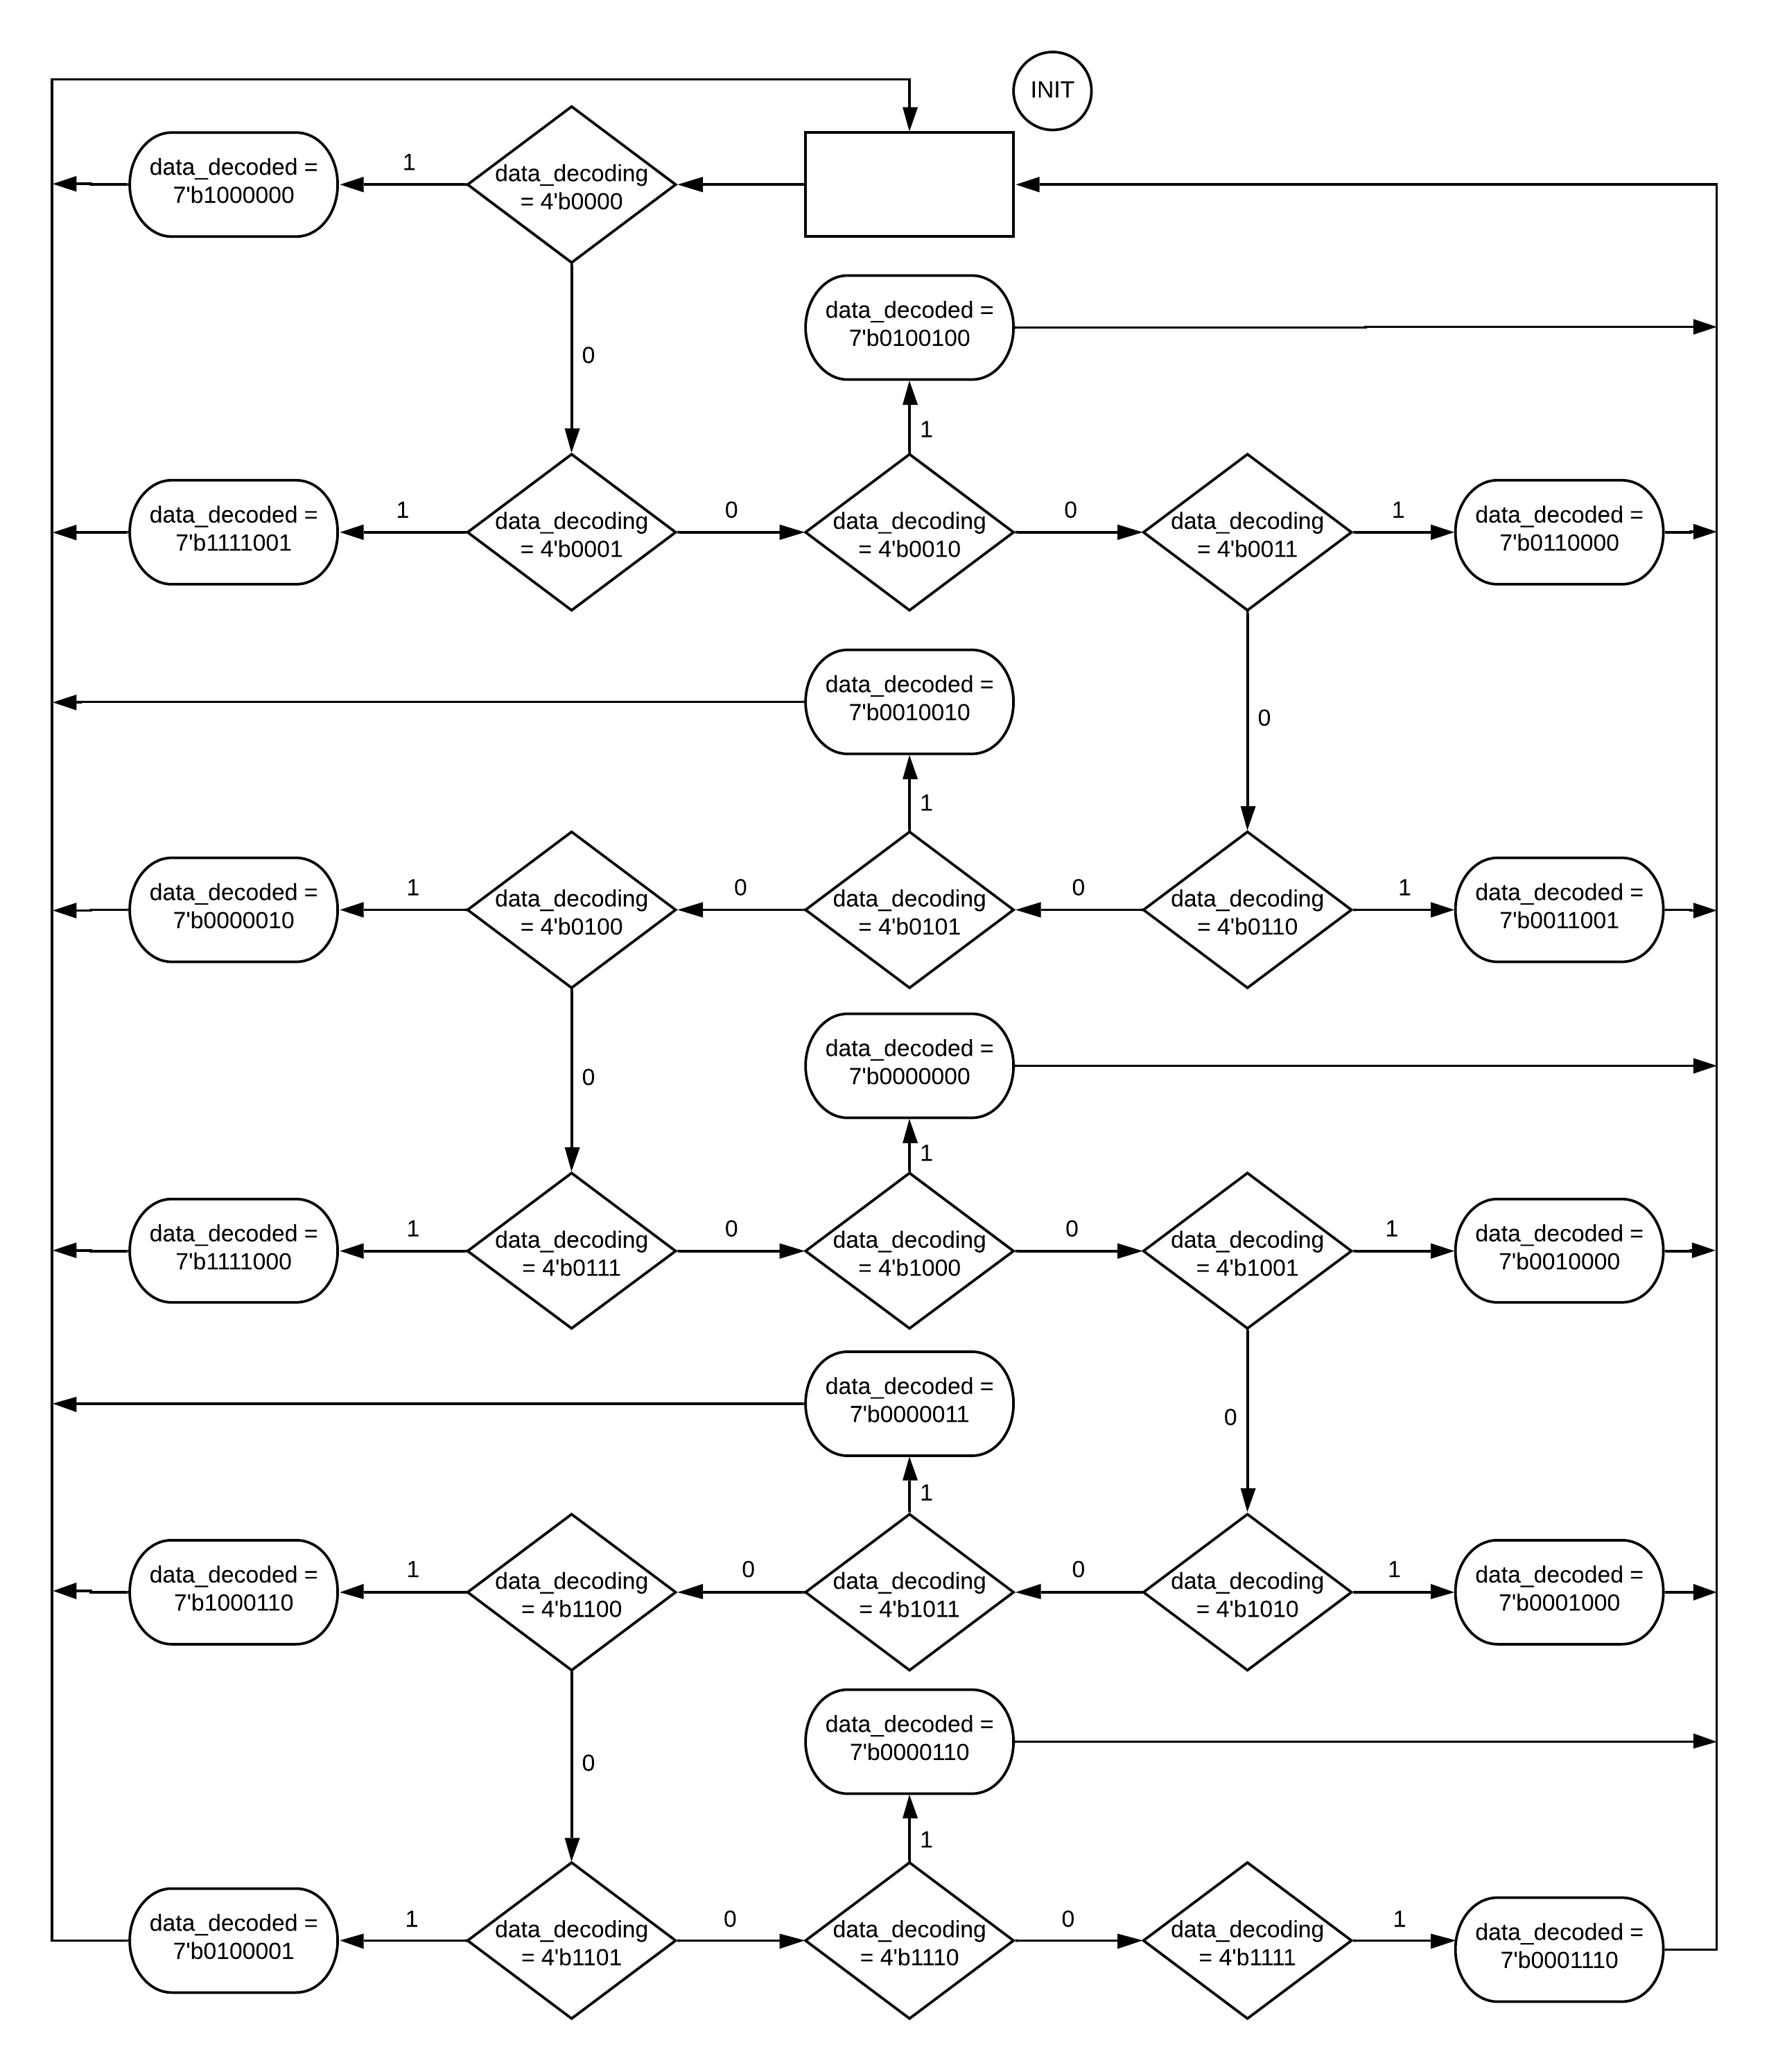 INIT
data_decoded =
7'b1000000
1
data_decoding
= 4'b0000
data_decoded =
7'b0100100
0
1
data_decoded =
7'b1111001
1
data_decoding
= 4'b0001
0
data_decoding
= 4'b0010
0
data_decoding
= 4'b0011
1
data_decoded =
7'b0110000
data_decoded =
7'b0010010
0
1
data_decoded =
7'b0000010
1
data_decoding
= 4'b0100
0
data_decoding
= 4'b0101
0
data_decoding
= 4'b0110
1
data_decoded =
7'b0011001
data_decoded =
7'b0000000
0
1
data_decoded =
7'b1111000
1
data_decoding
= 4'b0111
0
data_decoding
= 4'b1000
0
data_decoding
= 4'b1001
1
data_decoded =
7'b0010000
data_decoded =
7'b0000011
0
1
data_decoded =
7'b1000110
1
data_decoding
= 4'b1100
0
data_decoding
= 4'b1011
0
data_decoding
= 4'b1010
1
data_decoded =
7'b0001000
data_decoded =
7'b0000110
0
1
data_decoded =
7'b0100001
1
data_decoding
= 4'b1101
0
data_decoding
= 4'b1110
0
data_decoding
= 4'b1111
1
data_decoded =
7'b0001110